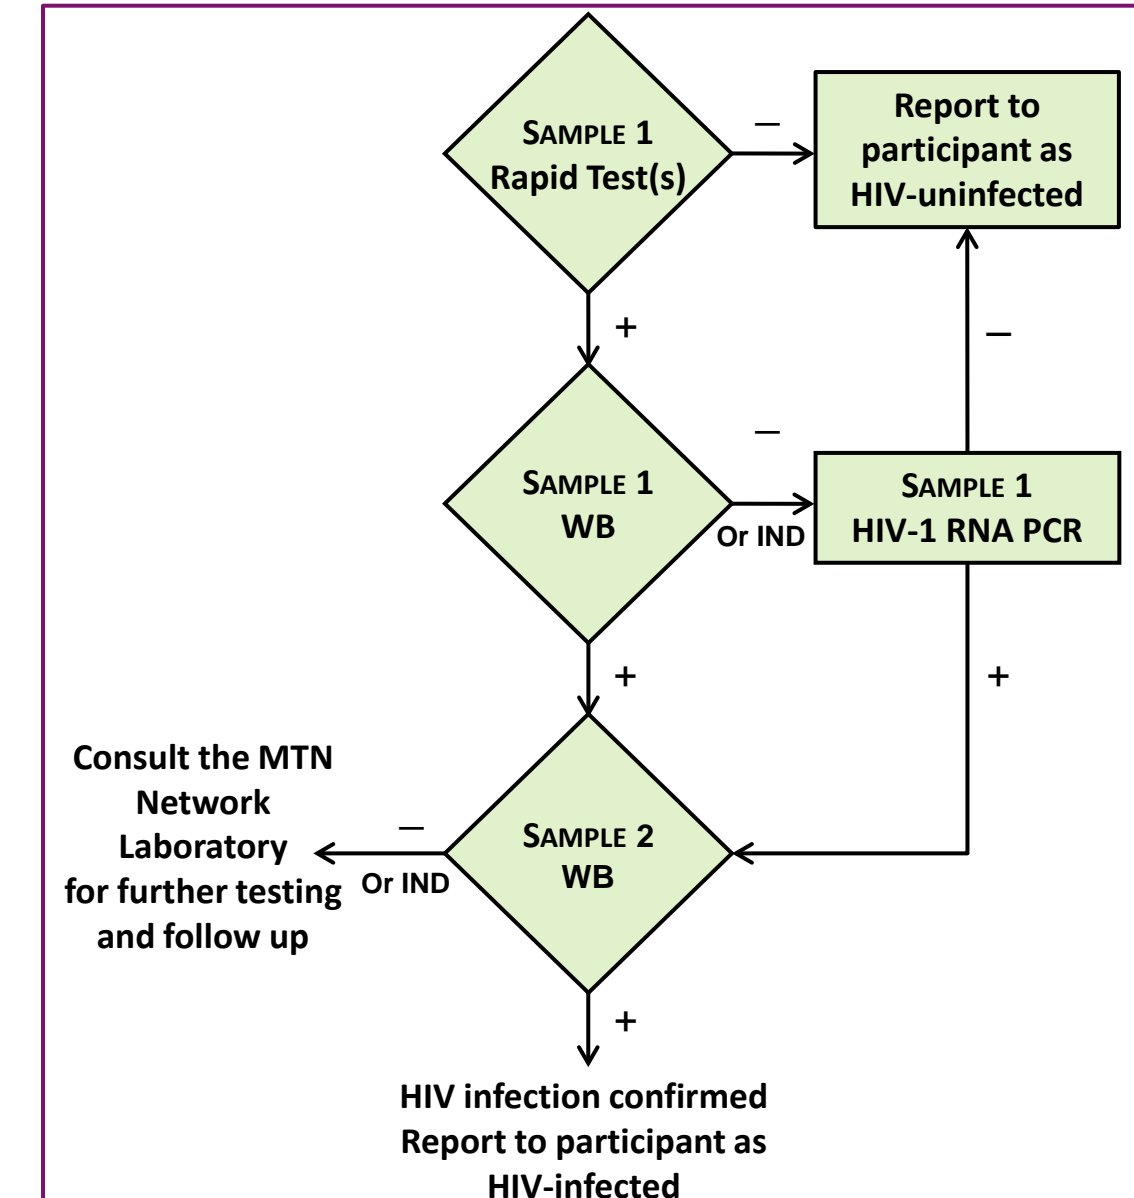 SAMPLE 1
Rapid Test(s)
–
Report to
participant as
HIV-uninfected
+
–
SAMPLE 1
WB
–
Or IND
SAMPLE 1
HIV-1 RNA PCR
+
+
Consult the MTN
Network
Laboratory
for further testing
and follow up
–
Or IND
SAMPLE 2
WB
+
HIV infection confirmed
Report to participant as
HIV-infected